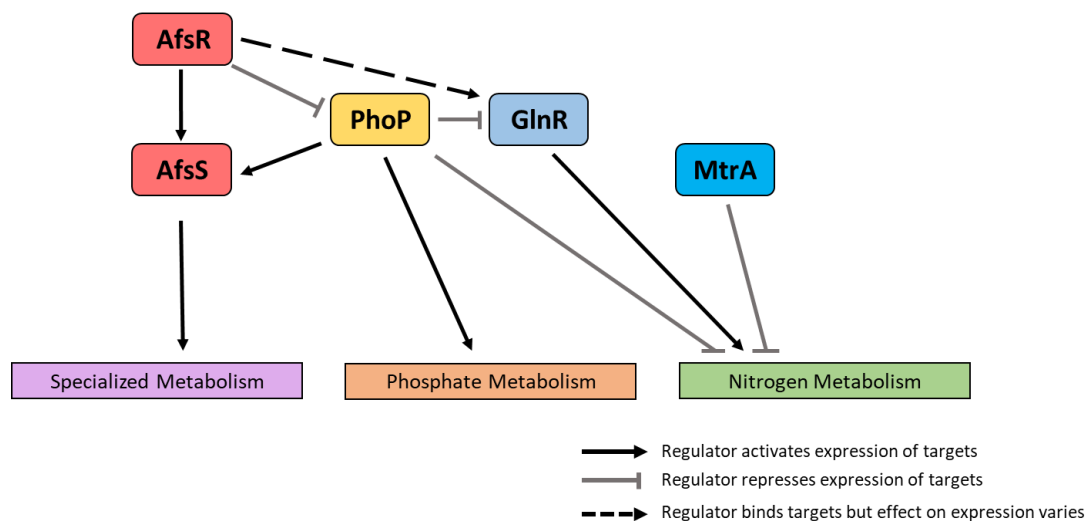 AfsR
PhoP
GlnR
AfsS
MtrA
Specialized Metabolism
Phosphate Metabolism
Nitrogen Metabolism
Regulator activates expression of targets
Regulator represses expression of targets
Regulator binds targets but effect on expression varies